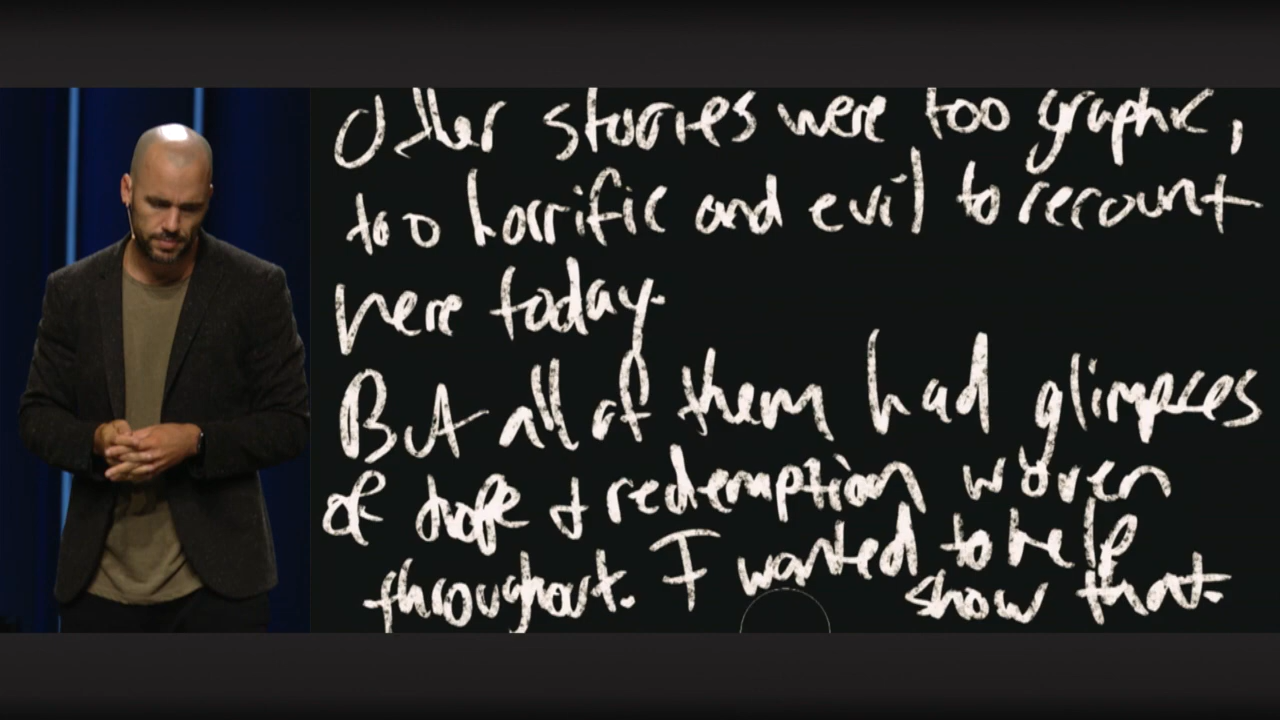 Other stories were too graphic,
too horrific and evil to recount
here today.
But all of them had glimpses
of hope & redemption woven
throughout. I wanted to help
show that.